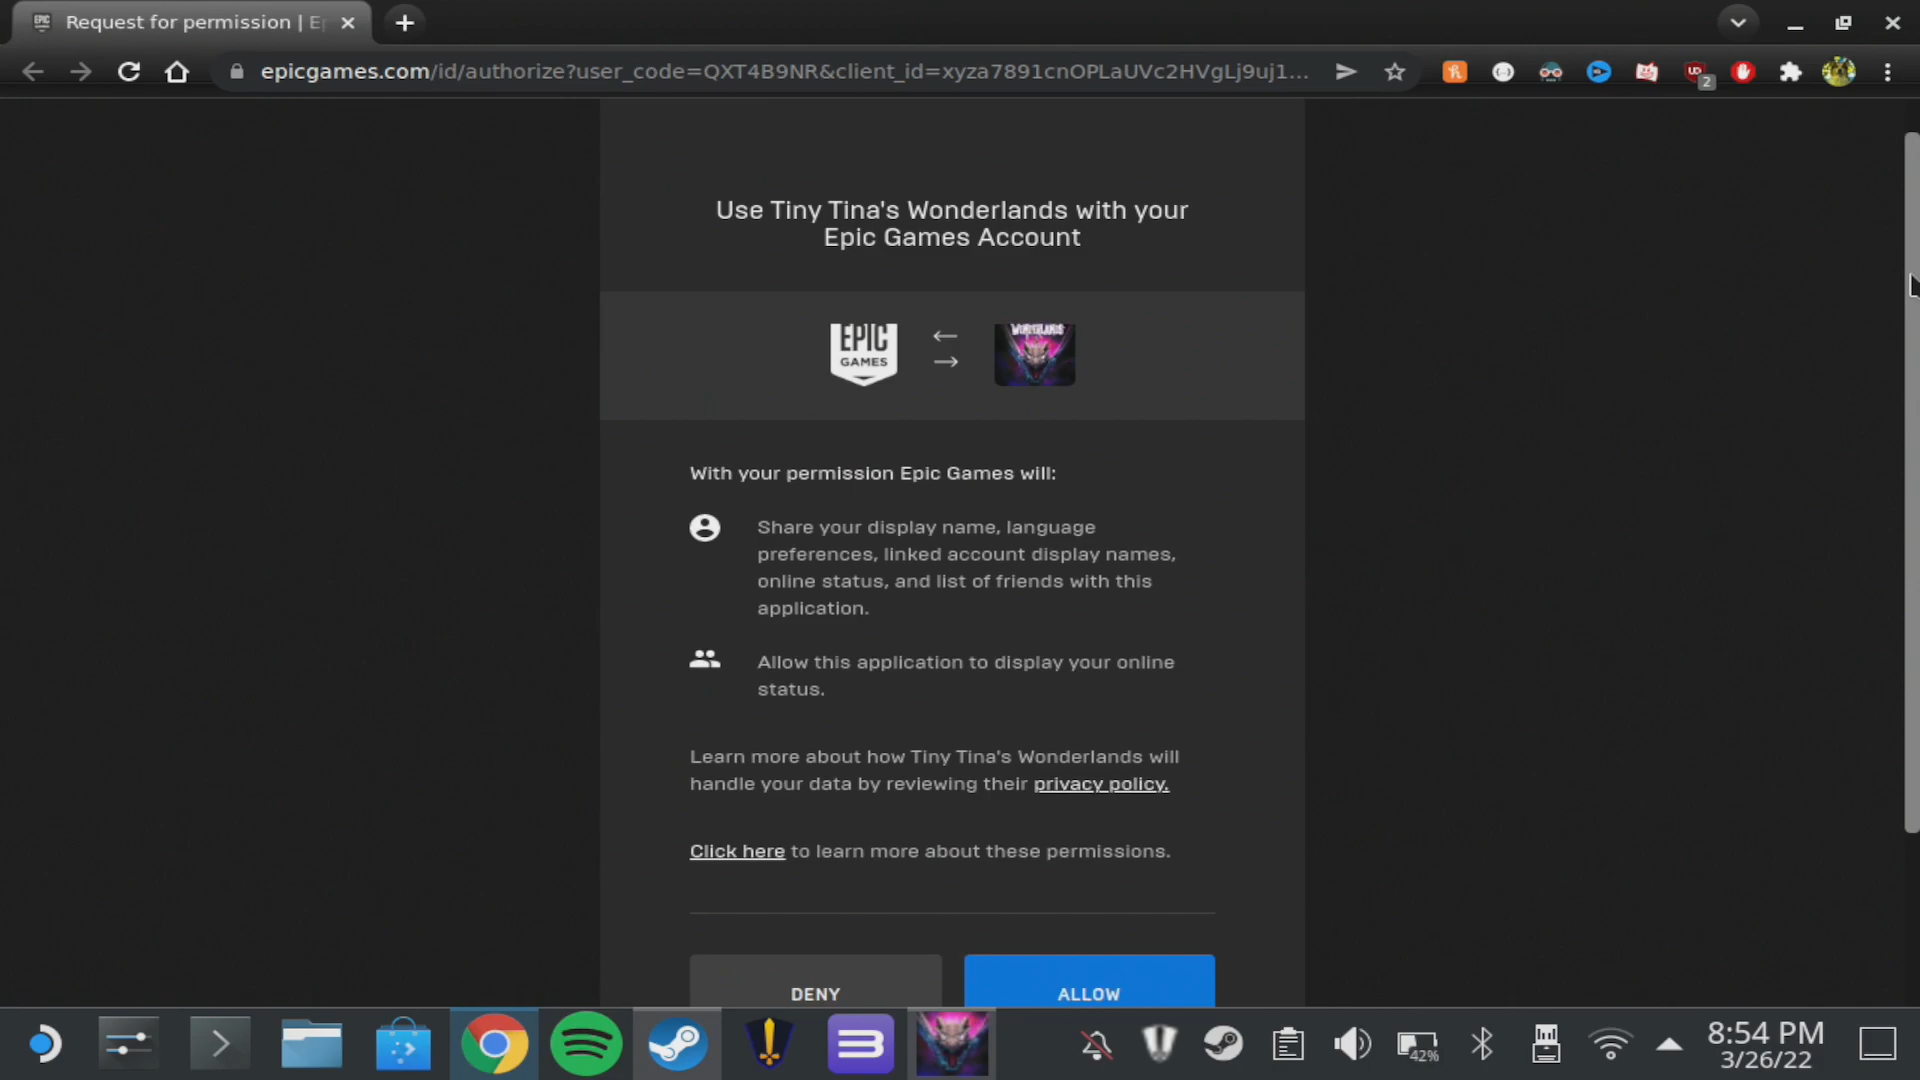 Request for permission | Ep
epicgames.com/id/authorize?user_code=QXT4B9NR&client_id=xyza7891cnOPLaUVc2HVgLj9uj1...
UO
2
Use Tiny Tina's Wonderlands with your
Epic Games Account
EPIC
GAMES
WONDERLANDS
With your permission Epic Games will:
Share your display name, language
preferences, linked account display names,
online status, and list of friends with this
application.
Allow this application to display your online
status.
Learn more about how Tiny Tina's Wonderlands will
handle your data by reviewing their privacy policy.
Click here to learn more about these permissions.
DENY
ALLOW
42%
8:54 PM
3/26/22